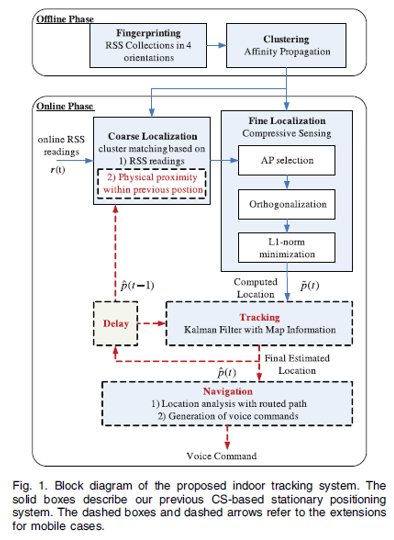 Offline Phase
Fingerprinting
RSS Collections in 4
orientations
Clustering
Affinity Propagation
Online Phase
online RSS
readings
r(t)
Coarse Localization
cluster matching based on
1) RSS readings
2) Physical proximity
within previous postion
Fine Localization
Compressive Sensing
AP selection
Orthogonalization
L1-norm
minimization
p̂(t−1)
Computed
Location
p̃(t)
Delay
Tracking
Kalman Filter with Map Information
p̂(t)
Final Estimated
Location
Navigation
1) Location analysis with routed path
2) Generation of voice commands
Voice Command
Fig. 1. Block diagram of the proposed indoor tracking system. The
solid boxes describe our previous CS-based stationary positioning
system. The dashed boxes and dashed arrows refer to the extensions
for mobile cases.